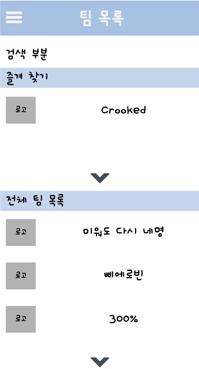 팀 목록
검색 부분
즐겨 찾기
로고 Crooked
전체 팀 목록
로고 미워도 다시 네명
로고 삐에로빈
로고 300%